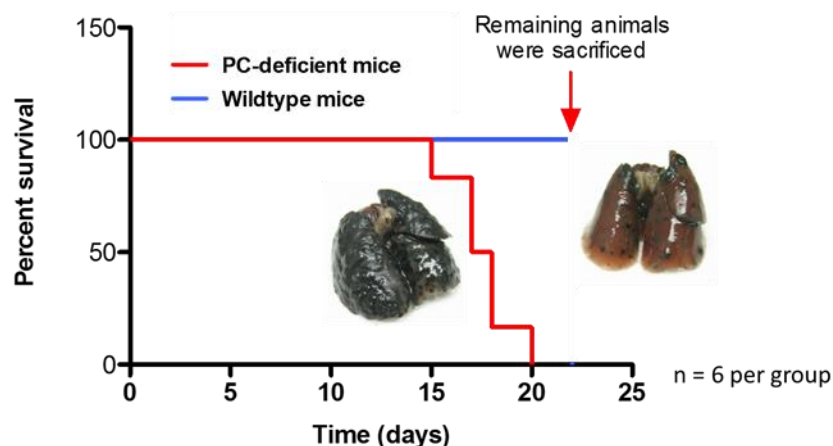 Remaining animals
were sacrificed
PC-deficient mice
Wildtype mice
Percent survival
150
100
50
0
0 5 10 15 20 25
Time (days)
n = 6 per group